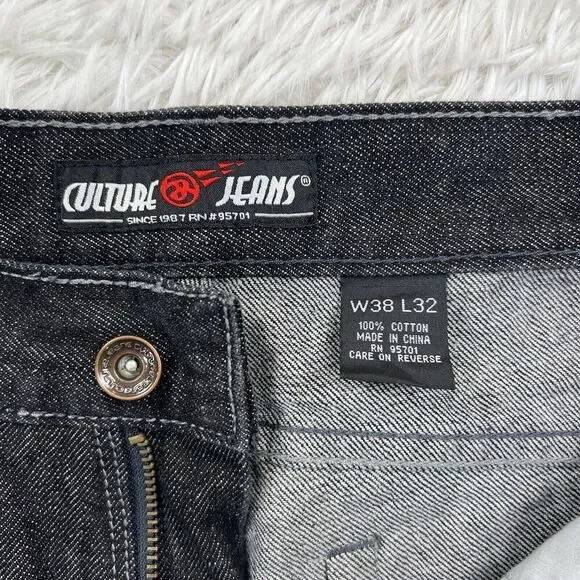 CULTURE JEANS®
SINCE 1987 RN #95701
W38 L32
100% COTTON
MADE IN CHINA
RN 95701
CARE ON REVERSE